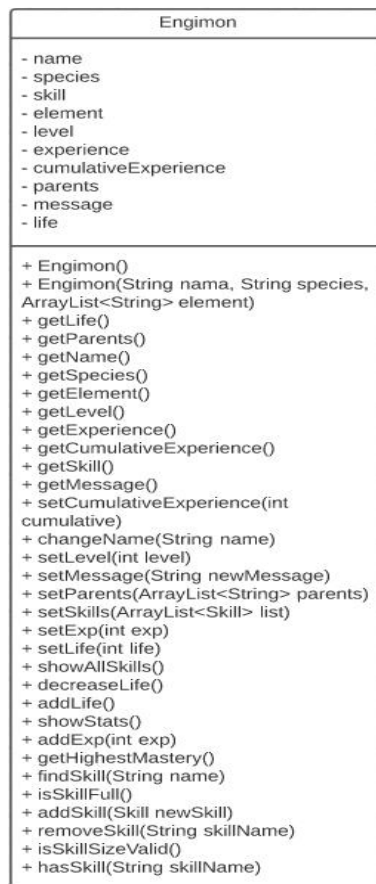 Engimon
- name
- species
- skill
- element
- level
- experience
- cumulativeExperience
- parents
- message
- life
+ Engimon()
+ Engimon(String nama, String species,
ArrayList<String> element)
+ getLife()
+ getParents()
+ getName()
+ getSpecies()
+ getElement()
+ getLevel()
+ getExperience()
+ getCumulativeExperience()
+ getSkill()
+ getMessage()
+ setCumulativeExperience(int
cumulative)
+ changeName(String name)
+ setLevel(int level)
+ setMessage(String newMessage)
+ setParents(ArrayList<String> parents)
+ setSkills(ArrayList<Skill> list)
+ setExp(int exp)
+ setLife(int life)
+ showAllSkills()
+ decreaseLife()
+ addLife()
+ showStats()
+ addExp(int exp)
+ getHighestMastery()
+ findSkill(String name)
+ isSkillFull()
+ addSkill(Skill newSkill)
+ removeSkill(String skillName)
+ isSkillSizeValid()
+ hasSkill(String skillName)